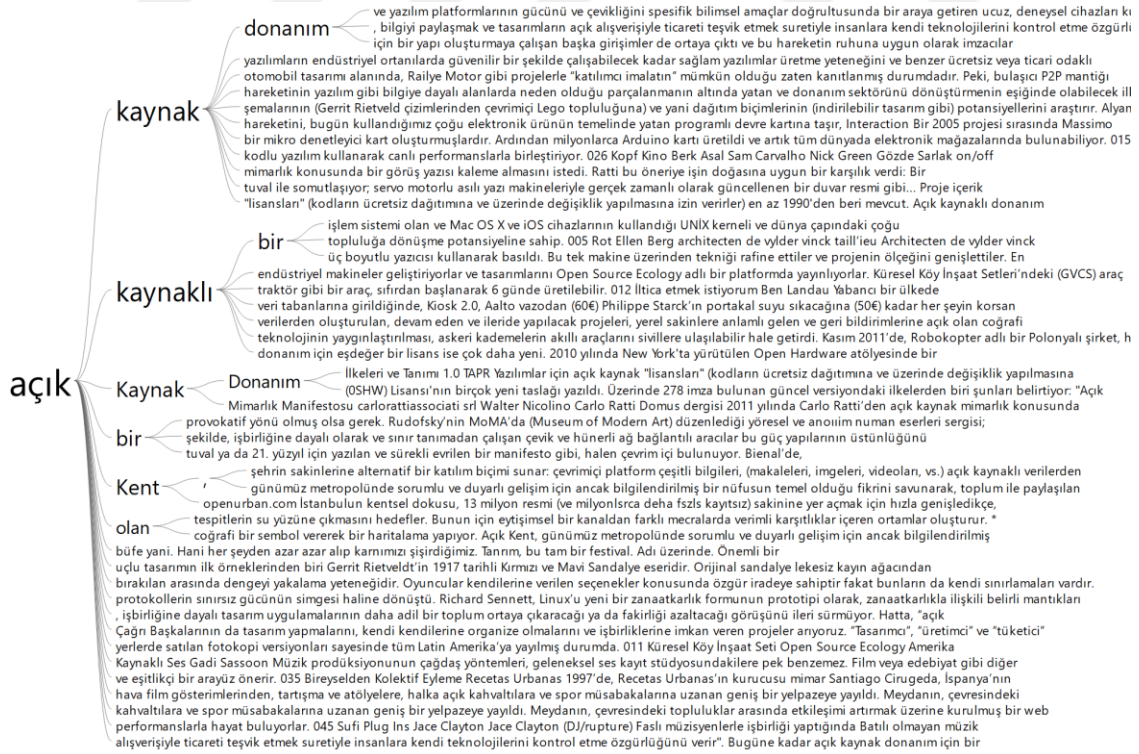 açık
kaynak
donanım
ve yazılım platformlarının gücünü ve çevikliğini spesifik bilimsel amaçlar doğrultusunda bir araya getiren ucuz, deneysel cihazları ku
, bilgiyi paylaşmak ve tasarımların açık alışverişiyle ticareti teşvik etmek suretiyle insanlara kendi teknolojilerini kontrol etme özgürlü
için bir yapı oluşturmaya çalışan başka girişimler de ortaya çıktı ve bu hareketin ruhuna uygun olarak imzacılar
yazılımların endüstriyel ortanılarda güvenilir bir şekilde çalışabilecek kadar sağlam yazılımlar üretme yeteneğini ve benzer ücretsiz veya ticari odaklı
otomobil tasarımı alanında, Railye Motor gibi projelerle "katılımcı imalatın" mümkün olduğu zaten kanıtlanmış durumdadır. Peki, bulaşıcı P2P mantığı
hareketinin yazılım gibi bilgiye dayalı alanlarda neden olduğu parçalanmanın altında yatan ve donanım sektörünü dönüştürmenin eşiğinde olabilecek ill
şemalarının (Gerrit Rietveld çizimlerinden çevrimiçi Lego topluluğuna) ve yani dağıtım biçimlerinin (indirilebilir tasarım gibi) potansiyellerini araştırır. Alyan
hareketini, bugün kullandığımız çoğu elektronik ürünün temelinde yatan programlı devre kartına taşır, Interaction Bir 2005 projesi sırasında Massimo
bir mikro denetleyici kart oluşturmuşlardır. Ardından milyonlarca Arduino kartı üretildi ve artık tüm dünyada elektronik mağazalarında bulunabiliyor. 015
kodlu yazılım kullanarak canlı performanslarla birleştiriyor. 026 Kopf Kino Berk Asal Sam Carvalho Nick Green Gözde Sarlak on/off
mimarlık konusunda bir görüş yazısı kaleme almasını istedi. Ratti bu öneriye işin doğasına uygun bir karşılık verdi: Bir
tuval ile somutlaşıyor; servo motorlu asılı yazı makineleriyle gerçek zamanlı olarak güncellenen bir duvar resmi gibi... Proje içerik
"lisansları" (kodların ücretsiz dağıtımına ve üzerinde değişiklik yapılmasına izin verirler) en az 1990'den beri mevcut. Açık kaynaklı donanım
kaynaklı
bir
işlem sistemi olan ve Mac OS X ve iOS cihazlarının kullandığı UNİX kerneli ve dünya çapındaki çoğu
topluluğa dönüşme potansiyeline sahip. 005 Rot Ellen Berg architecten de vylder vinck taill'ieu Architecten de vylder vinck
üç boyutlu yazıcısı kullanarak basıldı. Bu tek makine üzerinden tekniği rafine ettiler ve projenin ölçeğini genişlettiler. En
endüstriyel makineler geliştiriyorlar ve tasarımlarını Open Source Ecology adlı bir platformda yayınlıyorlar. Küresel Köy İnşaat Setleri'ndeki (GVCS) araç
traktör gibi bir araç, sıfırdan başlanarak 6 günde üretilebilir. 012 İltica etmek istiyorum Ben Landau Yabancı bir ülkede
veri tabanlarına girildiğinde, Kiosk 2.0, Aalto vazodan (60€) Philippe Starck'ın portakal suyu sıkacağına (50€) kadar her şeyin korsan
verilerden oluşturulan, devam eden ve ileride yapılacak projeleri, yerel sakinlere anlamlı gelen ve geri bildirimlerine açık olan coğrafi
teknolojinin yaygınlaştırılması, askeri kademelerin akıllı araçlarını sivillere ulaşılabilir hale getirdi. Kasım 2011'de, Robokopter adlı bir Polonyalı şirket, h
donanım için eşdeğer bir lisans ise çok daha yeni. 2010 yılında New York'ta yürütülen Open Hardware atölyesinde bir
Kaynak
Donanım
İlkeleri ve Tanımı 1.0 TAPR Yazılımlar için açık kaynak "lisansları" (kodların ücretsiz dağıtımına ve üzerinde değişiklik yapılmasına
(0SHW) Lisansı'nın birçok yeni taslağı yazıldı. Üzerinde 278 imza bulunan güncel versiyondaki ilkelerden biri şunları belirtiyor: "Açık
Mimarlık Manifestosu carlorattiassociati srl Walter Nicolino Carlo Ratti Domus dergisi 2011 yılında Carlo Ratti'den açık kaynak mimarlık konusunda
bir
provokatif yönü olmuş olsa gerek. Rudofsky'nin MoMA'da (Museum of Modern Art) düzenlediği yöresel ve anoıim numan eserleri sergisi;
şekilde, işbirliğine dayalı olarak ve sınır tanımadan çalışan çevik ve hünerli ağ bağlantılı aracılar bu güç yapılarının üstünlüğünü
tuval ya da 21. yüzyıl için yazılan ve sürekli evrilen bir manifesto gibi, halen çevrim içi bulunuyor. Bienal'de,
Kent
,
şehrin sakinlerine alternatif bir katılım biçimi sunar: çevrimiçi platform çeşitli bilgileri, (makaleleri, imgeleri, videoları, vs.) açık kaynaklı verilerden
günümüz metropolünde sorumlu ve duyarlı gelişim için ancak bilgilendirilmiş bir nüfusun temel olduğu fikrini savunarak, toplum ile paylaşılan
openurban.com İstanbulun kentsel dokusu, 13 milyon resmi (ve milyonlsrca deha fszls kayıtsız) sakinine yer açmak için hızla genişledikçe,
olan
tespitlerin su yüzüne çıkmasını hedefler. Bunun için eytişimsel bir kanaldan farklı mecralarda verimli karşıtlıklar içeren ortamlar oluşturur. *
coğrafi bir sembol vererek bir haritalama yapıyor. Açık Kent, günümüz metropolünde sorumlu ve duyarlı gelişim için ancak bilgilendirilmiş
büfe yani. Hani her şeyden azar azar alıp karnımızı şişirdiğimiz. Tanrım, bu tam bir festival. Adı üzerinde. Önemli bir
uçlu tasarımın ilk örneklerinden biri Gerrit Rietveldt'in 1917 tarihli Kırmızı ve Mavi Sandalye eseridir. Orijinal sandalye lekesiz kayın ağacından
bırakılan arasında dengeyi yakalama yeteneğidir. Oyuncular kendilerine verilen seçenekler konusunda özgür iradeye sahiptir fakat bunların da kendi sınırlamaları vardır.
protokollerin sınırsız gücünün simgesi haline dönüştü. Richard Sennett, Linux'u yeni bir zanaatkarlık formunun prototipi olarak, zanaatkarlıkla ilişkili belirli mantıkları
, işbirliğine dayalı tasarım uygulamalarının daha adil bir toplum ortaya çıkaracağı ya da fakirliği azaltacağı görüşünü ileri sürmüyor. Hatta, "açık
Çağrı Başkalarının da tasarım yapmalarını, kendi kendilerine organize olmalarını ve işbirliklerine imkan veren projeler arıyoruz. "Tasarımcı", "üretimci" ve "tüketici"
yerlerde satılan fotokopi versiyonları sayesinde tüm Latin Amerika'ya yayılmış durumda. 011 Küresel Köy İnşaat Seti Open Source Ecology Amerika
Kaynaklı Ses Gadi Sassoon Müzik prodüksiyonunun çağdaş yöntemleri, geleneksel ses kayıt stüdyosundakilere pek benzemez. Film veya edebiyat gibi diğer
ve eşitlikçi bir arayüz önerir. 035 Bireyselden Kolektif Eyleme Recetas Urbanas 1997'de, Recetas Urbanas'ın kurucusu mimar Santiago Cirugeda, İspanya'nın
hava film gösterimlerinden, tartışma ve atölyelere, halka açık kahvaltılara ve spor müsabakalarına uzanan geniş bir yelpazeye yayıldı. Meydanın, çevresindeki
kahvaltılara ve spor müsabakalarına uzanan geniş bir yelpazeye yayıldı. Meydanın, çevresindeki topluluklar arasında etkileşimi artırmak üzerine kurulmuş bir web
performanslarla hayat buluyorlar. 045 Sufi Plug Ins Jace Clayton Jace Clayton (DJ/rupture) Faslı müzisyenlerle işbirliği yaptığında Batılı olmayan müzik
alışverişiyle ticareti teşvik etmek suretiyle insanlara kendi teknolojilerini kontrol etme özgürlüğünü verir". Bugüne kadar açık kaynak donanım için bir